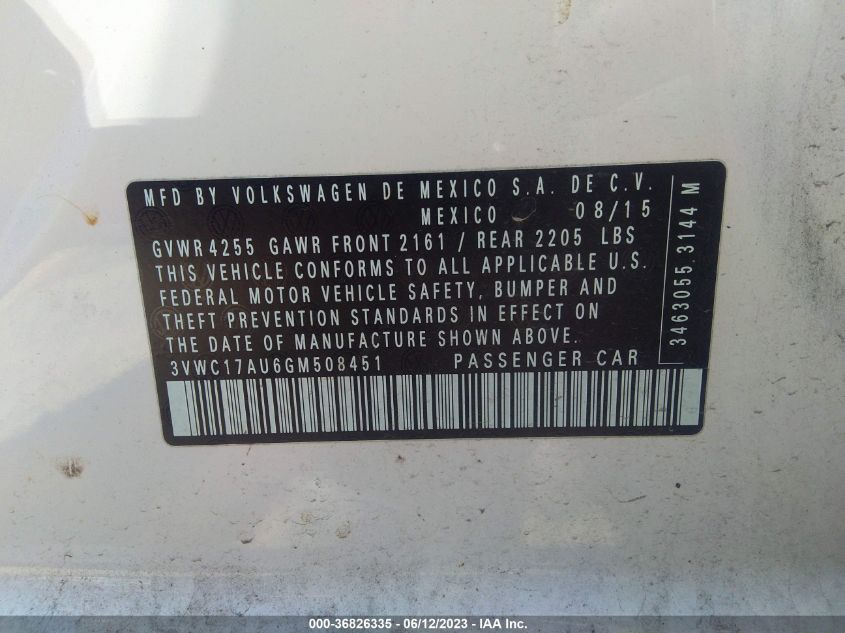 MFD BY VOLKSWAGEN DE MEXICO S.A. DE C.V.
MEXICO 08/15
GVWR 4255 GAWR FRONT 2161 / REAR 2205 LBS
THIS VEHICLE CONFORMS TO ALL APPLICABLE U.S.
FEDERAL MOTOR VEHICLE SAFETY, BUMPER AND
THEFT PREVENTION STANDARDS IN EFFECT ON
THE DATE OF MANUFACTURE SHOWN ABOVE.
3VWC17AU6GM508451 PASSENGER CAR
3463055 3144 M
000-36826335 - 06/12/2023 - IAA Inc.